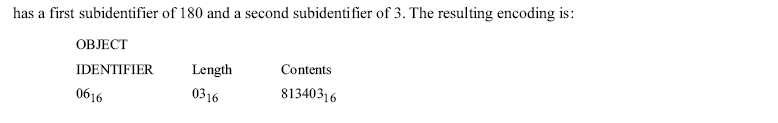 has a first subidentifier of 180 and a second subidentifier of 3. The resulting encoding is:
OBJECT
IDENTIFIER Length Contents
06₁₆ 03₁₆ 813403₁₆